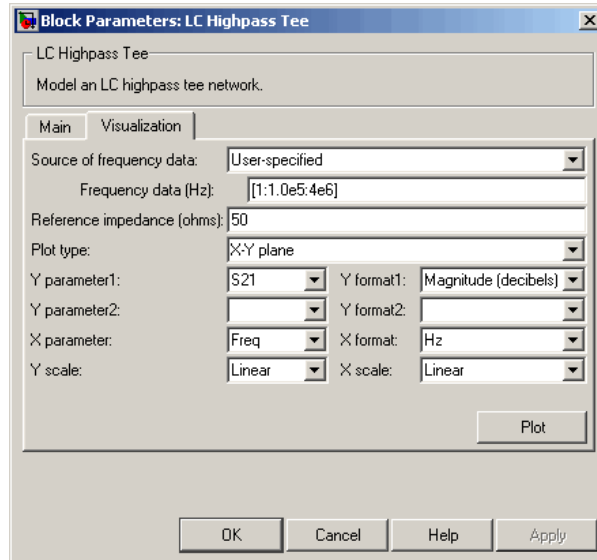 Block Parameters: LC Highpass Tee
LC Highpass Tee
Model an LC highpass tee network.
Main Visualization
Source of frequency data: User-specified
Frequency data (Hz): [1:1.0e5:4e6]
Reference impedance (ohms): 50
Plot type: X-Y plane
Y parameter1: S21 Y format1: Magnitude (decibels)
Y parameter2: Y format2:
X parameter: Freq X format: Hz
Y scale: Linear X scale: Linear
Plot
OK Cancel Help Apply